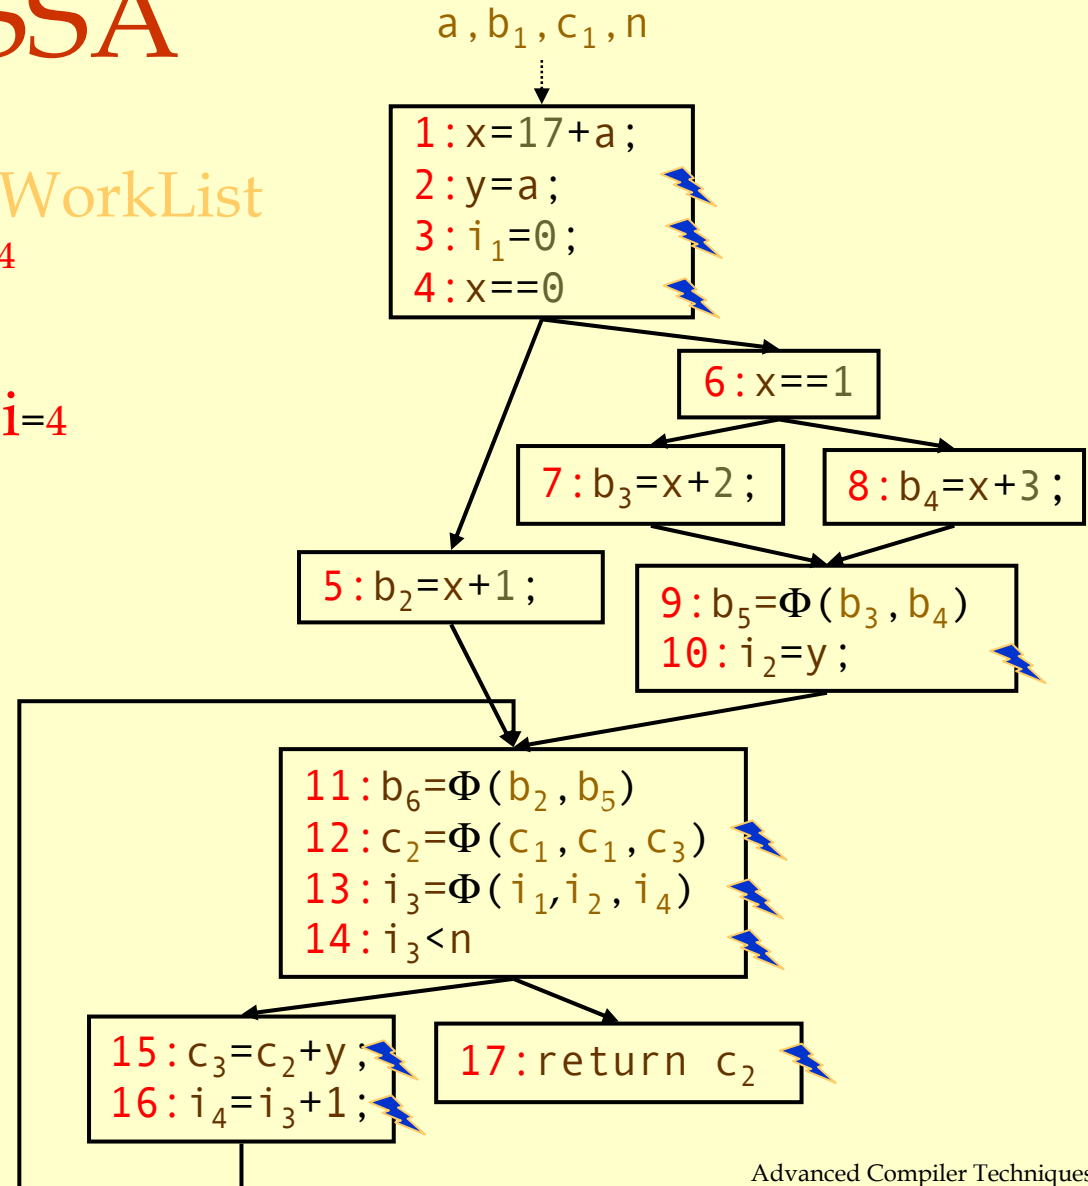 SSA
a,b₁,c₁,n
WorkList
4
i=4
1:x=17+a;
2:y=a;
3:i₁=0;
4:x==0
6:x==1
7:b₃=x+2;
8:b₄=x+3;
5:b₂=x+1;
9:b₅=Φ(b₃,b₄)
10:i₂=y;
11:b₆=Φ(b₂,b₅)
12:c₂=Φ(c₁,c₁,c₃)
13:i₃=Φ(i₁,i₂,i₄)
14:i₃<n
15:c₃=c₂+y;
16:i₄=i₃+1;
17:return c₂
Advanced Compiler Techniques